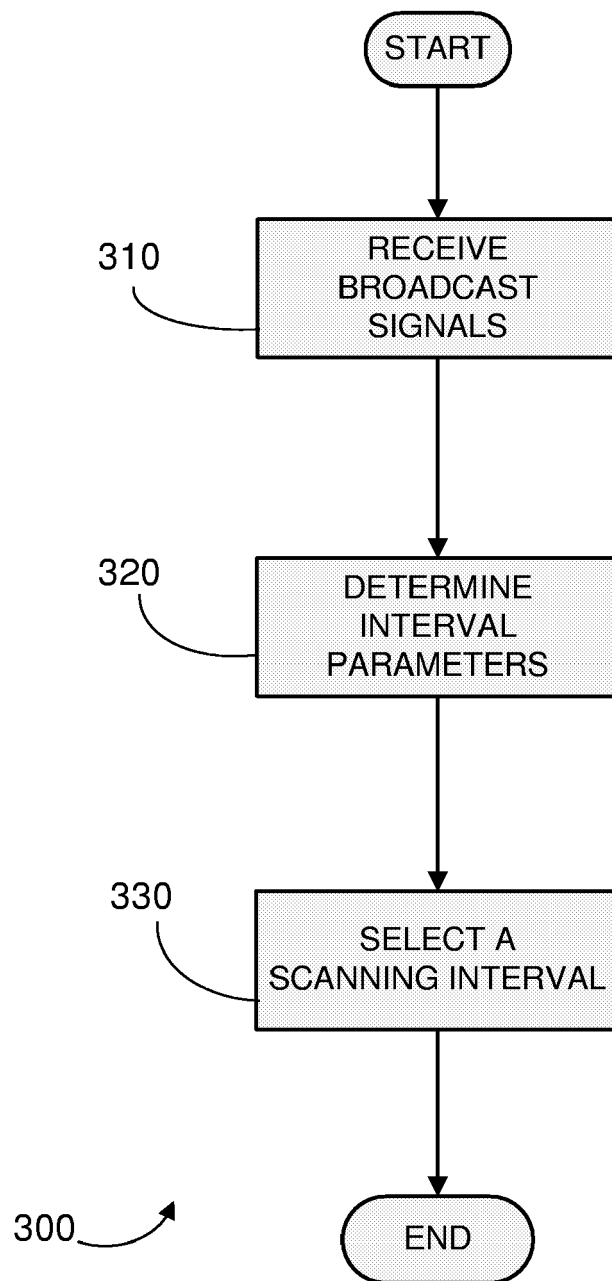 START
310
RECEIVE
BROADCAST
SIGNALS
320
DETERMINE
INTERVAL
PARAMETERS
330
SELECT A
SCANNING INTERVAL
300
END